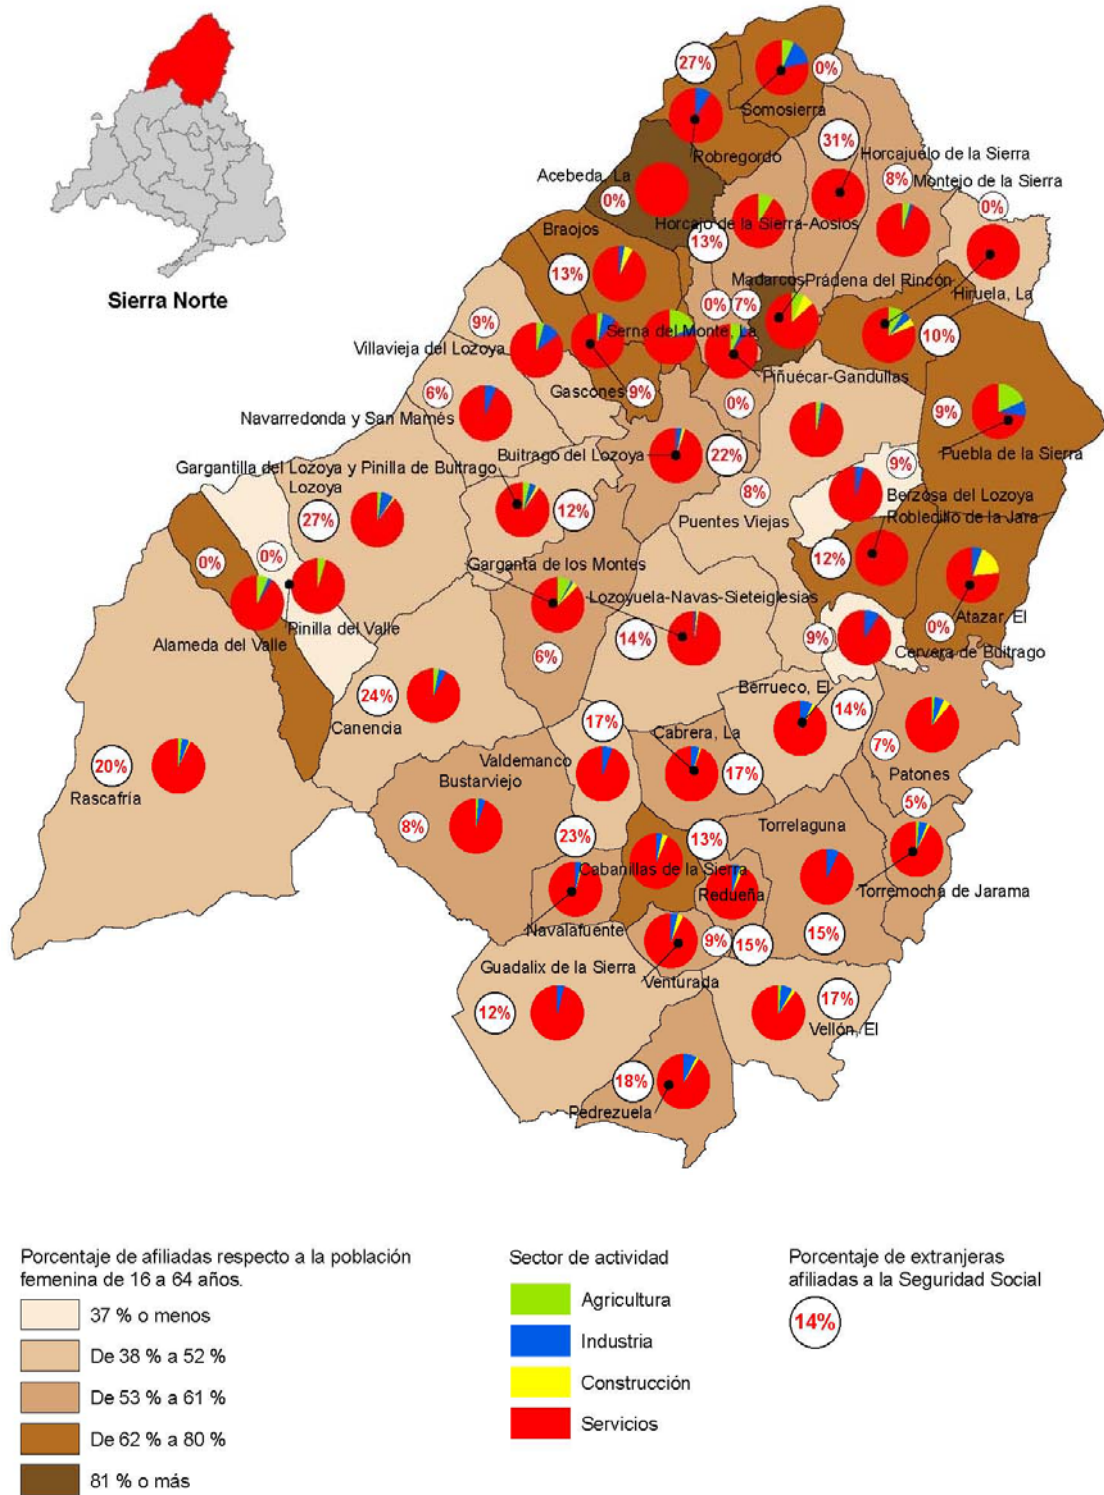 Sierra Norte
27%
0%
Somosierra
Robregordo
31%
Horcajuelo de la Sierra
8%
Montejo de la Sierra
Acebeda, La
0%
0%
Horcajo de la Sierra-Aoslos
13%
Braojos
13%
Madarcos
Prádena del Rincón
Hiruela, La
0%
7%
9%
Serna del Monte, La
10%
Villavieja del Lozoya
Piñuécar-Gandullas
Gascones
9%
6%
0%
9%
Navarredonda y San Mamés
Buitrago del Lozoya
22%
Puebla de la Sierra
Gargantilla del Lozoya y Pinilla de Buitrago
9%
Lozoya
8%
Berzosa del Lozoya
27%
12%
Puentes Viejas
Robledillo de la Jara
0%
0%
12%
Garganta de los Montes
Lozoyuela-Navas-Sieteiglesias
Atazar, El
Pinilla del Valle
14%
9%
0%
Alameda del Valle
6%
Cervera de Buitrago
24%
Berrueco, El
14%
Canencia
17%
Cabrera, La
20%
Valdemanco
17%
7%
Rascafría
Bustarviejo
Patones
5%
8%
23%
13%
Torrelaguna
Cabanillas de la Sierra
Redueña
Torremocha de Jarama
Navalafuente
9%
15%
15%
Guadalix de la Sierra
Venturada
12%
17%
Vellón, El
18%
Pedrezuela
Porcentaje de afiliadas respecto a la población
femenina de 16 a 64 años.
37 % o menos
De 38 % a 52 %
De 53 % a 61 %
De 62 % a 80 %
81 % o más
Sector de actividad
Agricultura
Industria
Construcción
Servicios
Porcentaje de extranjeras
afiliadas a la Seguridad Social
14%